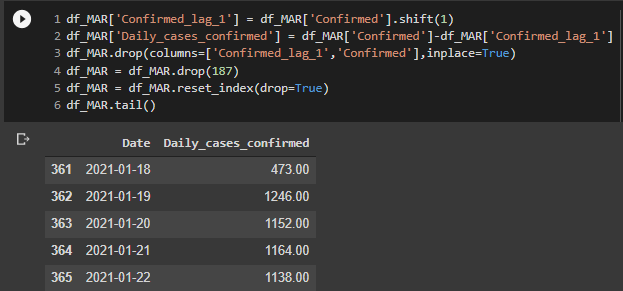 1 df_MAR['Confirmed_lag_1'] = df_MAR['Confirmed'].shift(1)
2 df_MAR['Daily_cases_confirmed'] = df_MAR['Confirmed']-df_MAR['Confirmed_lag_1']
3 df_MAR.drop(columns=['Confirmed_lag_1','Confirmed'],inplace=True)
4 df_MAR = df_MAR.drop(187)
5 df_MAR = df_MAR.reset_index(drop=True)
6 df_MAR.tail()
Date Daily_cases_confirmed
361 2021-01-18 473.00
362 2021-01-19 1246.00
363 2021-01-20 1152.00
364 2021-01-21 1164.00
365 2021-01-22 1138.00